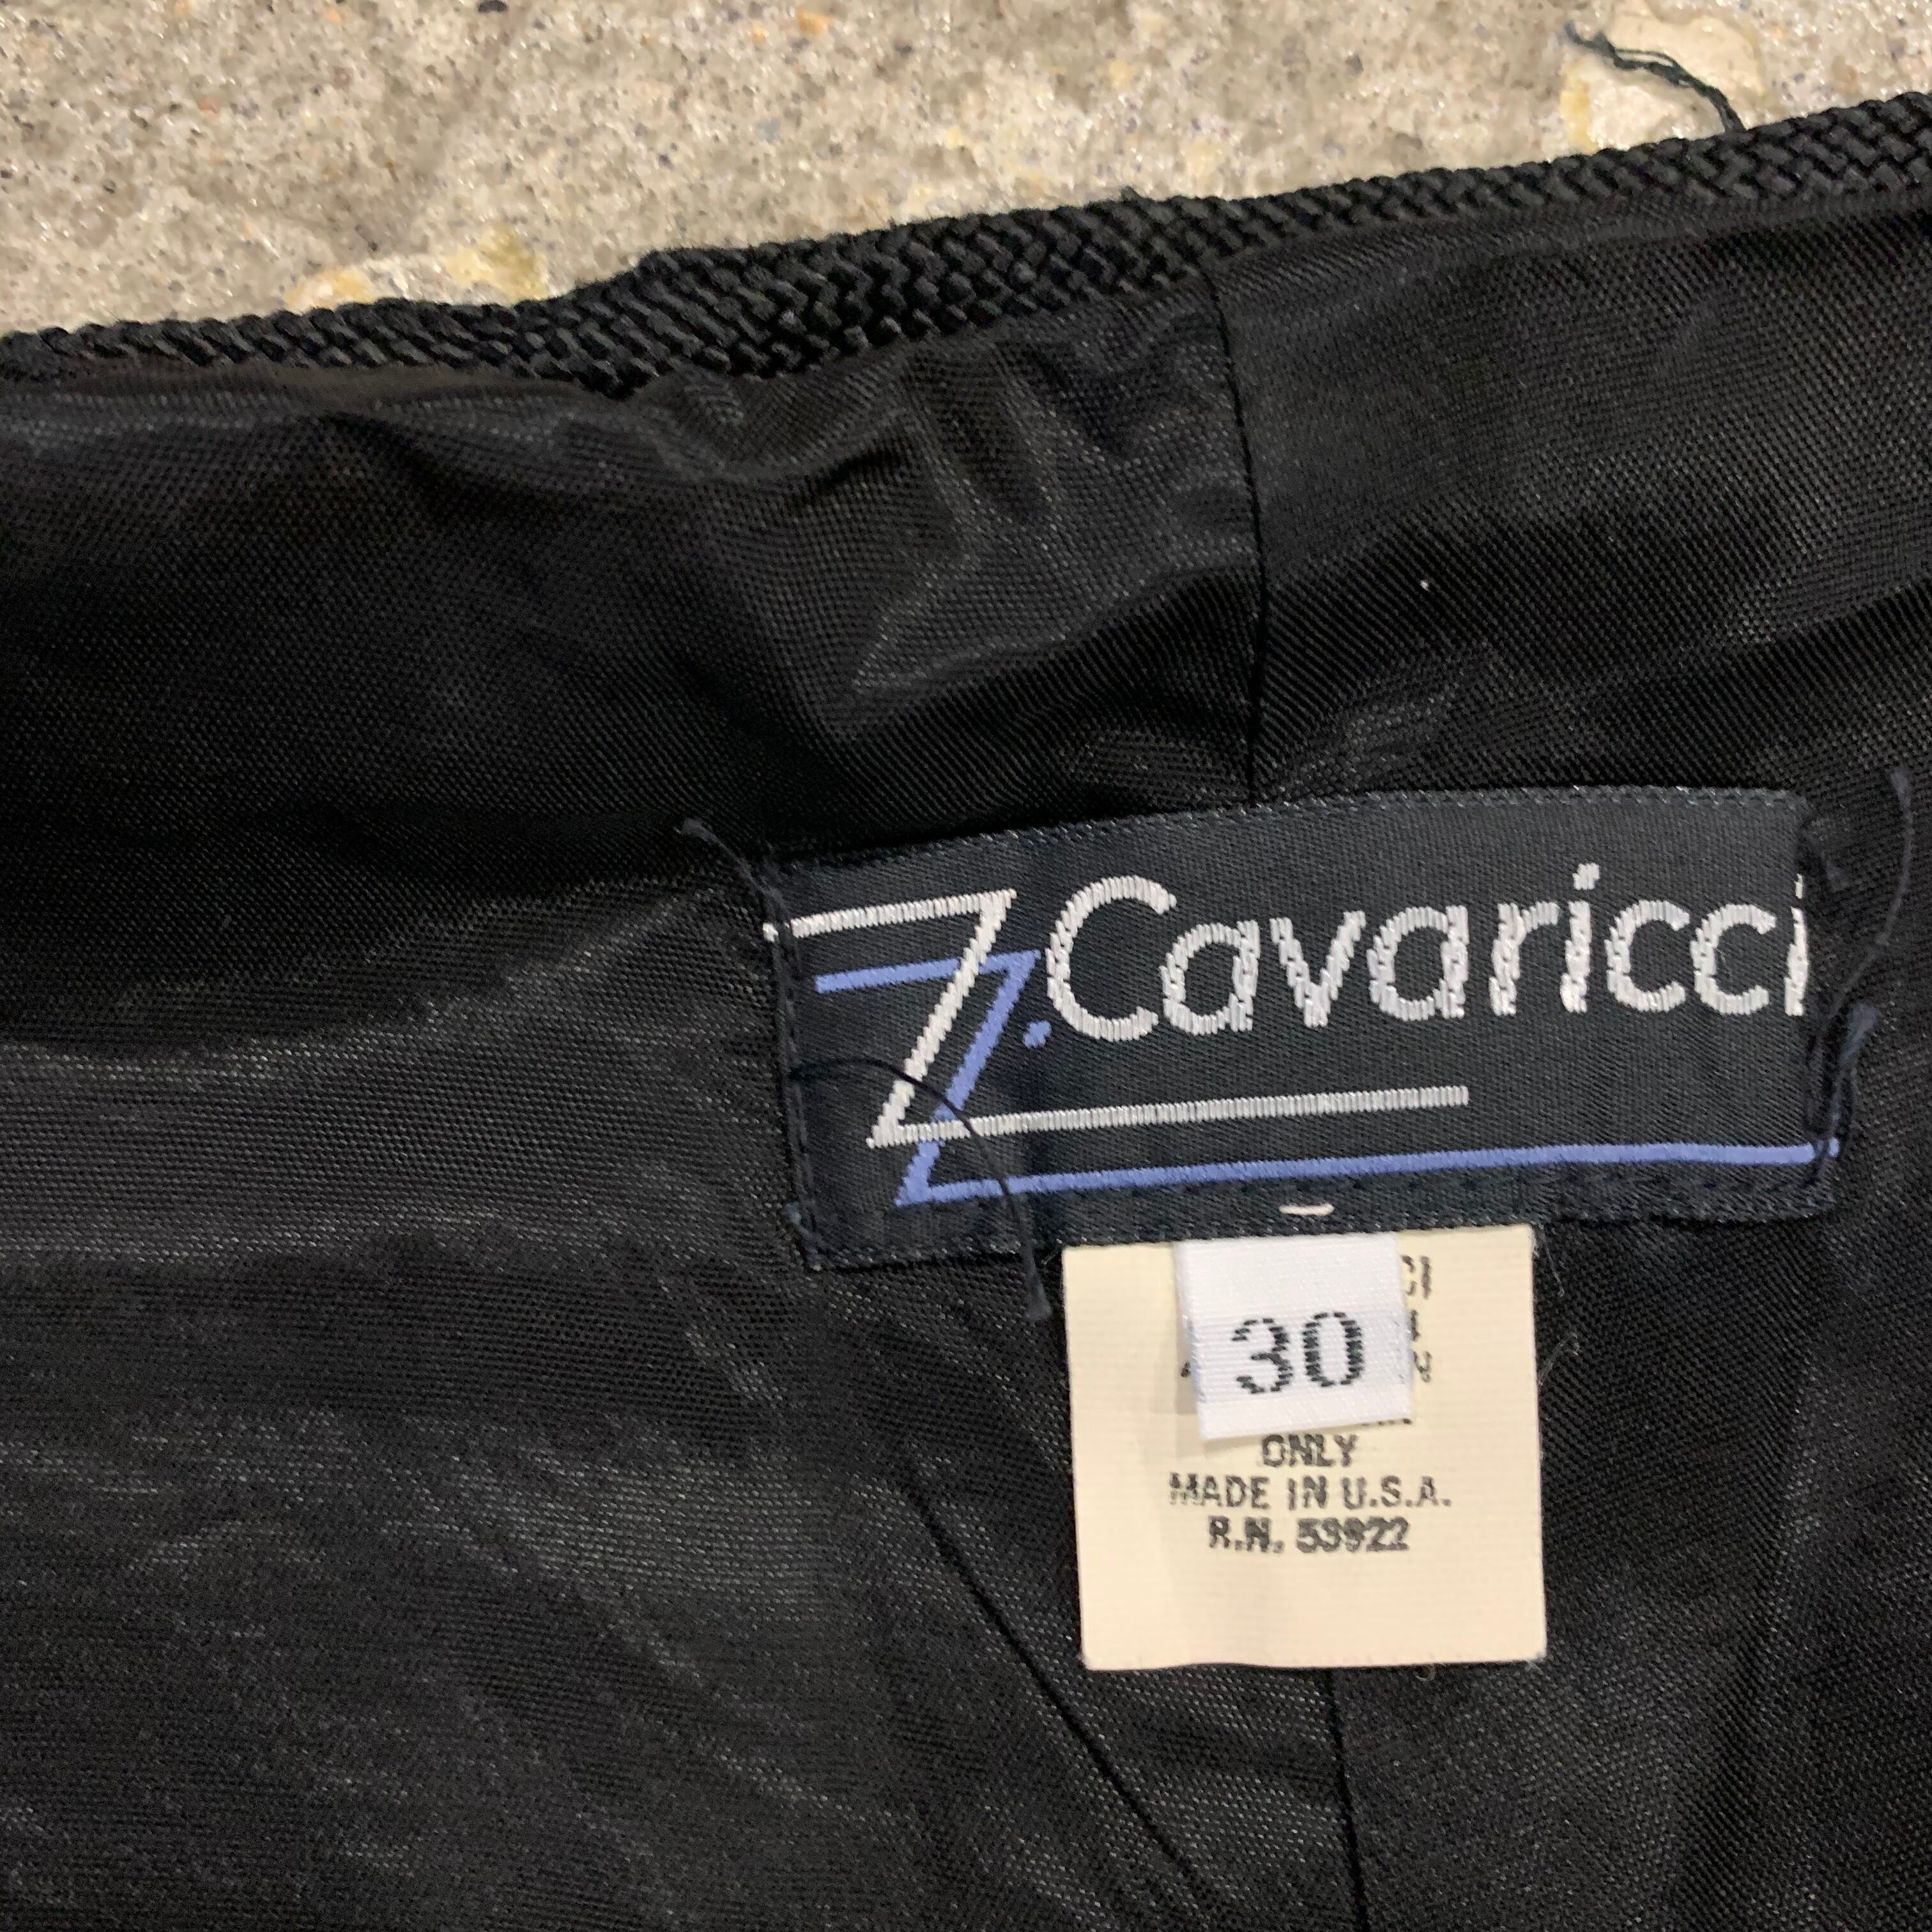 Z.Cavaricci
30
ONLY
MADE IN U.S.A.
R.N. 53922